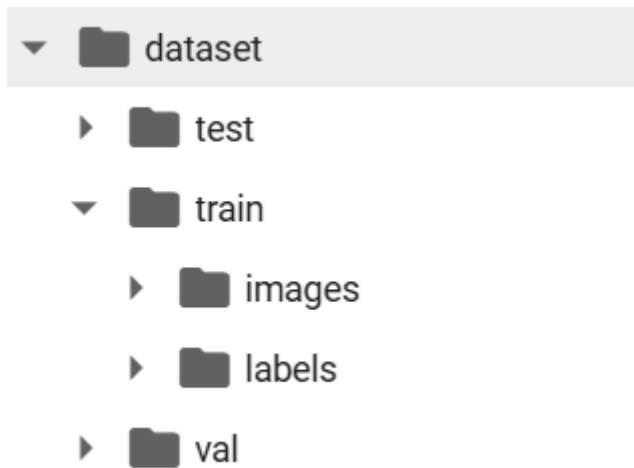 dataset
test
train
images
labels
val